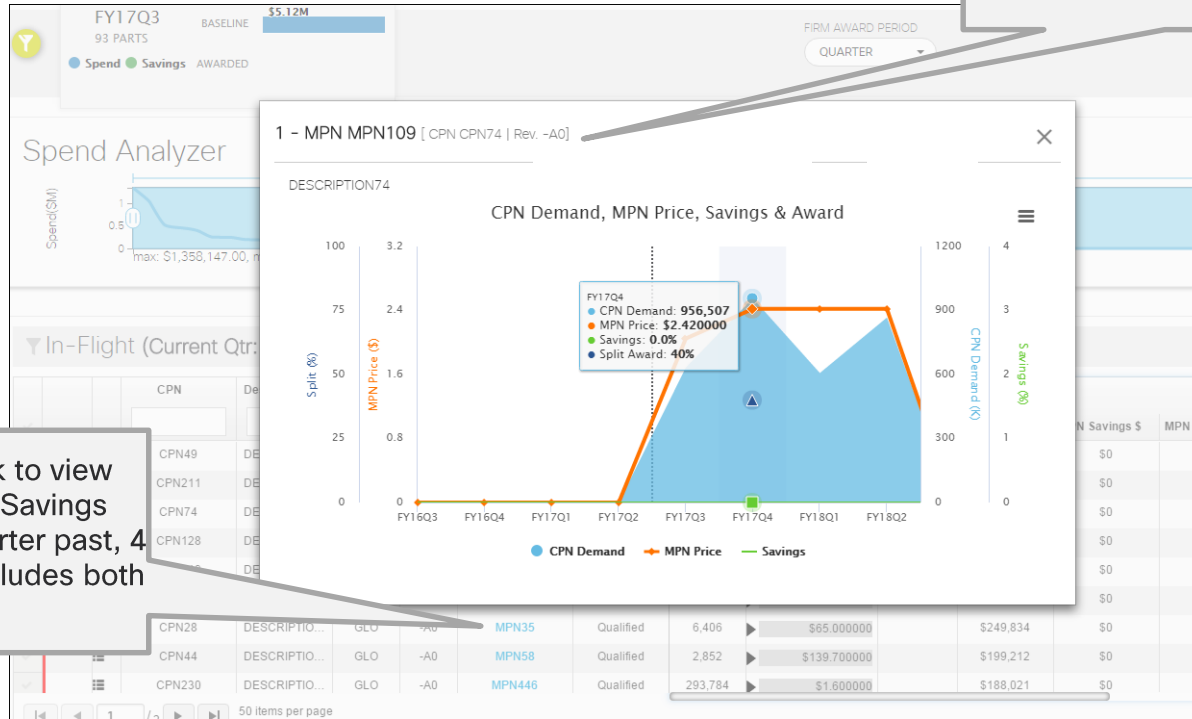 FY17Q3
93 PARTS
BASELINE
$5.12M
Spend Savings AWARDED
FIRM AWARD PERIOD
QUARTER
Spend Analyzer
Spend($M)
1
0.5
0
max: $1,358,147.00,
1 - MPN MPN109 [ CPN CPN74 | Rev. -A0]
DESCRIPTION74
CPN Demand, MPN Price, Savings & Award
100 3.2 1200 4
75 2.4 900 3
50 1.6 600 2
25 0.8 300 1
0 0 0 0
Split (%)
MPN Price ($)
CPN Demand (K)
Savings (%)
FY17Q4
CPN Demand: 956,507
MPN Price: $2.420000
Savings: 0.0%
Split Award: 40%
FY16Q3 FY16Q4 FY17Q1 FY17Q2 FY17Q3 FY17Q4 FY18Q1 FY18Q2
CPN Demand MPN Price Savings
In-Flight (Current Qtr:
CPN De N Savings $ MPN
CPN49 DE $0
CPN211 DE $0
CPN74 DE $0
CPN128 DE $0
DE $0
$0
k to view
Savings
rter past, 4
ludes both
CPN28 DESCRIPTIO... GLO -A0 MPN35 Qualified 6,406 $65.000000 $249,834 $0
CPN44 DESCRIPTIO... GLO -A0 MPN58 Qualified 2,852 $139.700000 $199,212 $0
CPN230 DESCRIPTIO... GLO -A0 MPN446 Qualified 293,784 $1.600000 $188,021 $0
1 50 items per page